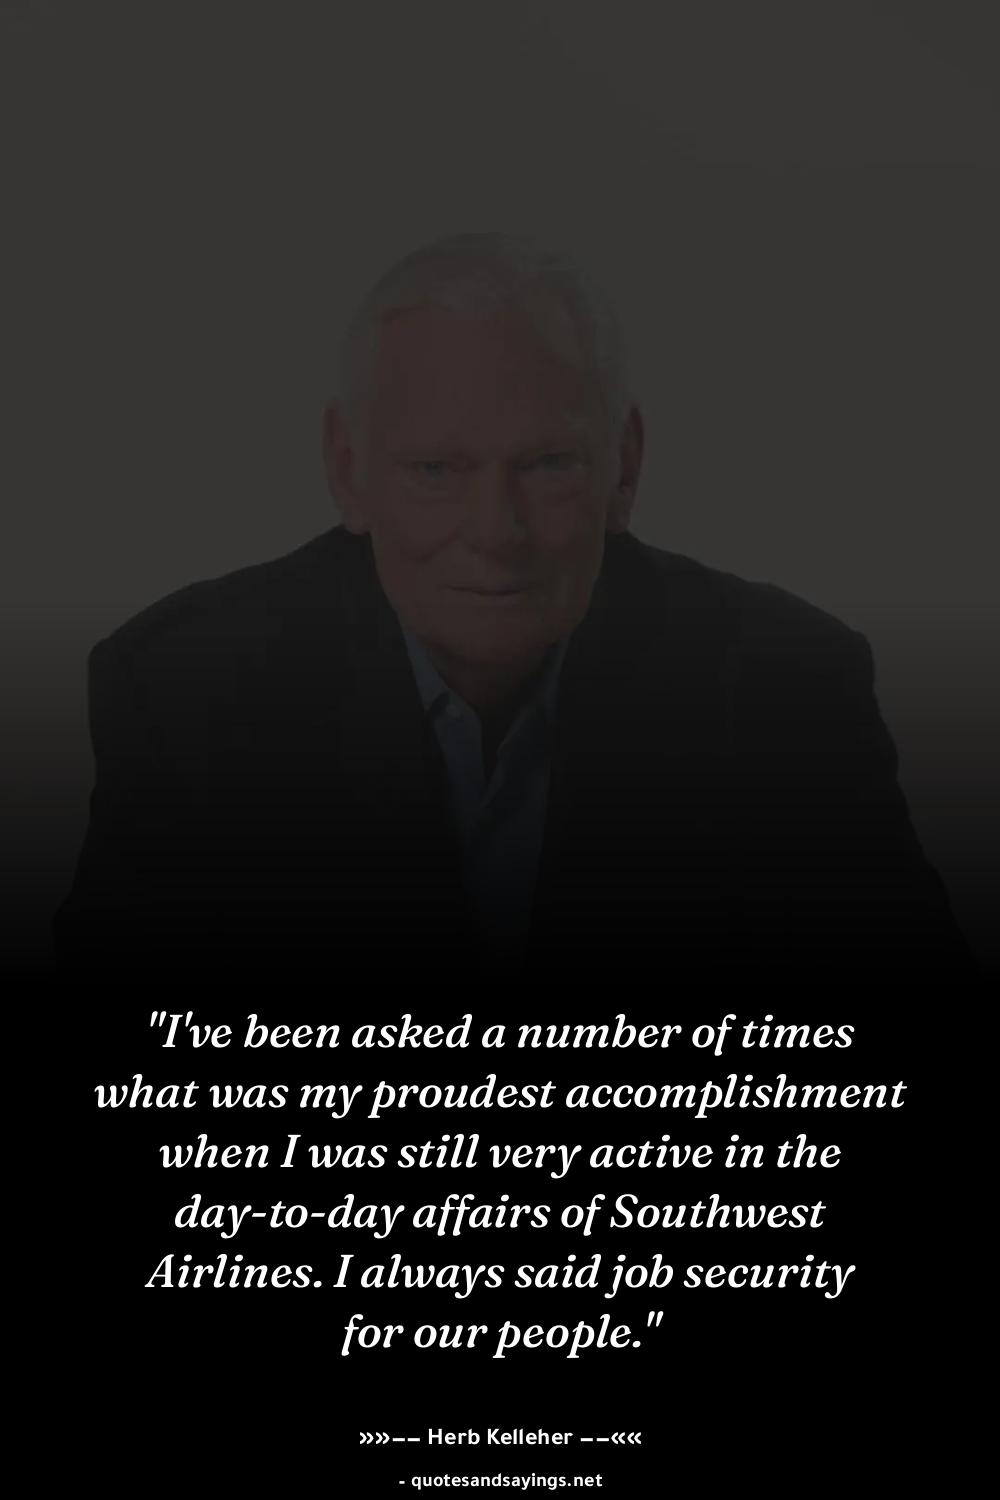 "I've been asked a number of times
what was my proudest accomplishment
when I was still very active in the
day-to-day affairs of Southwest
Airlines. I always said job security
for our people."
»»–– Herb Kelleher ––««
- quotesandsayings.net